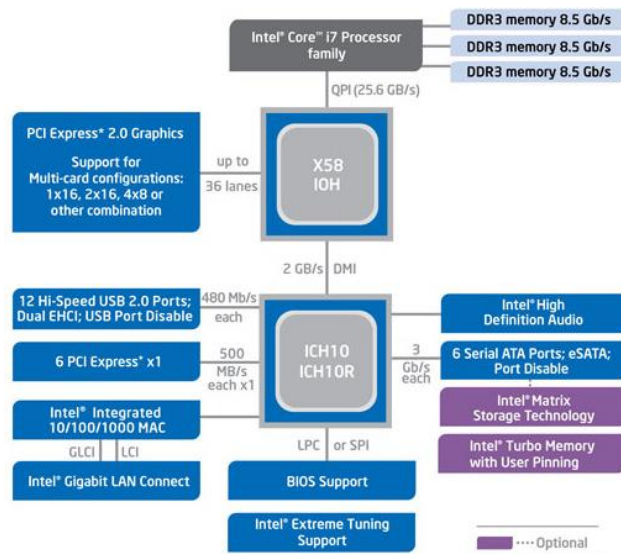 Intel® Core™ i7 Processor
family
DDR3 memory 8.5 Gb/s
DDR3 memory 8.5 Gb/s
DDR3 memory 8.5 Gb/s
QPI (25.6 GB/s)
PCI Express* 2.0 Graphics
Support for
Multi-card configurations:
1x16, 2x16, 4x8 or
other combination
up to
36 lanes
X58
IOH
2 GB/s
DMI
12 Hi-Speed USB 2.0 Ports;
Dual EHCI; USB Port Disable
480 Mb/s
each
6 PCI Express* x1
500
MB/s
each x1
Intel® Integrated
10/100/1000 MAC
GLCI
LCI
Intel® Gigabit LAN Connect
ICH10
ICH10R
Intel® High
Definition Audio
3
Gb/s
each
6 Serial ATA Ports; eSATA;
Port Disable
Intel® Matrix
Storage Technology
Intel® Turbo Memory
with User Pinning
LPC or SPI
BIOS Support
Intel® Extreme Tuning
Support
Optional